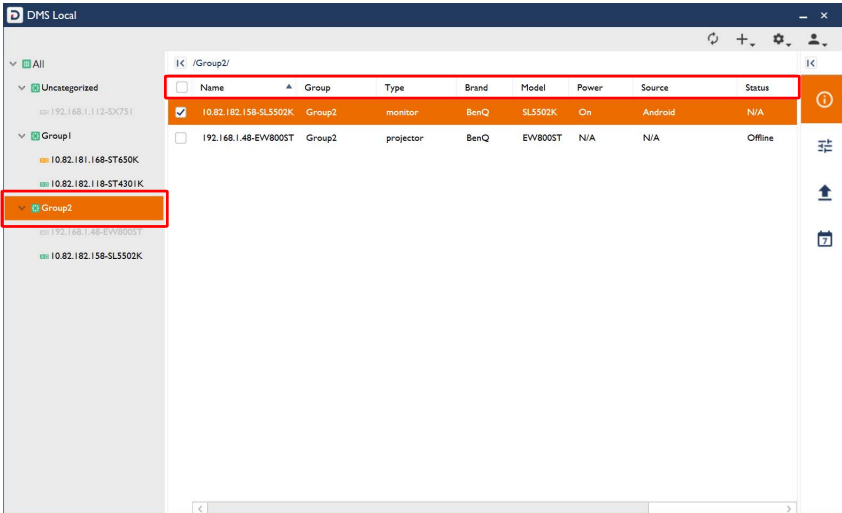 DMS Local
All
/Group2/
Uncategorized
192.168.1.112-SX751
Group1
10.82.181.168-ST650K
10.82.182.118-ST4301K
Group2
192.168.1.48-EW800ST
10.82.182.158-SL5502K
Name Group Type Brand Model Power Source Status
10.82.182.158-SL5502K Group2 monitor BenQ SL5502K On Android N/A
192.168.1.48-EW800ST Group2 projector BenQ EW800ST N/A N/A Offline
7